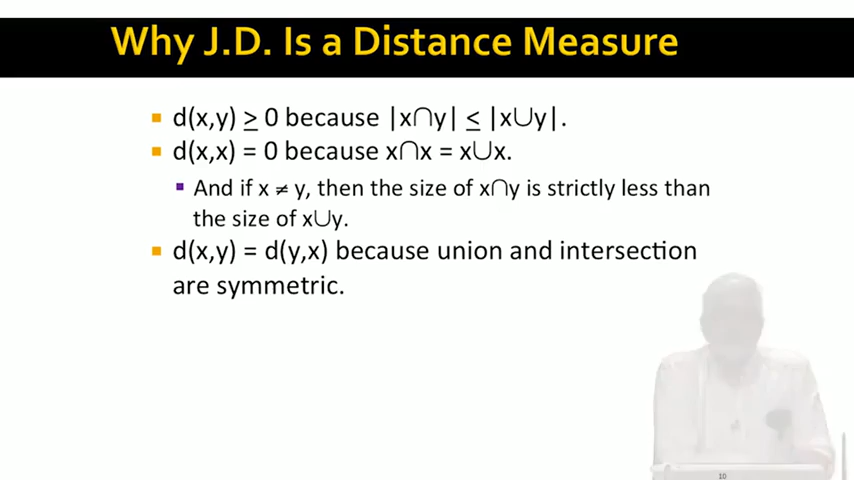 Why J.D. Is a Distance Measure
d(x,y) ≥ 0 because |x∩y| ≤ |x∪y|.
d(x,x) = 0 because x∩x = x∪x.
And if x ≠ y, then the size of x∩y is strictly less than
the size of x∪y.
d(x,y) = d(y,x) because union and intersection
are symmetric.
10